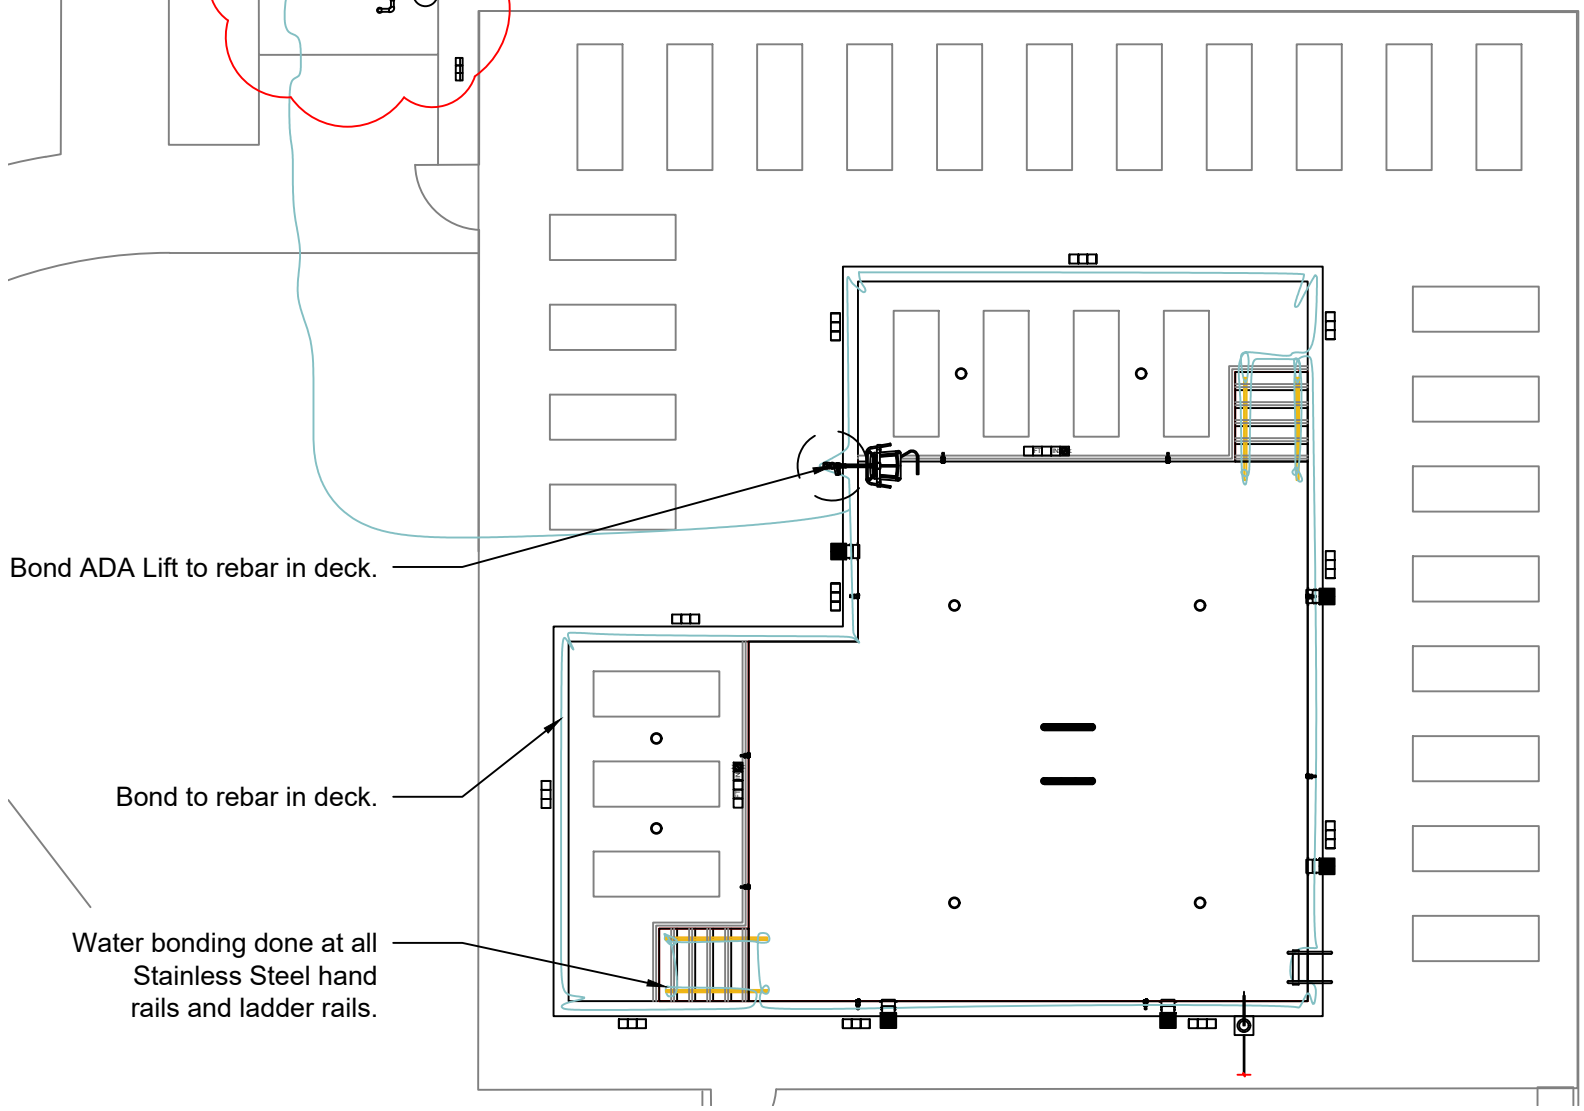 Bond ADA Lift to rebar in deck.
Bond to rebar in deck.
Water bonding done at all
Stainless Steel hand
rails and ladder rails.